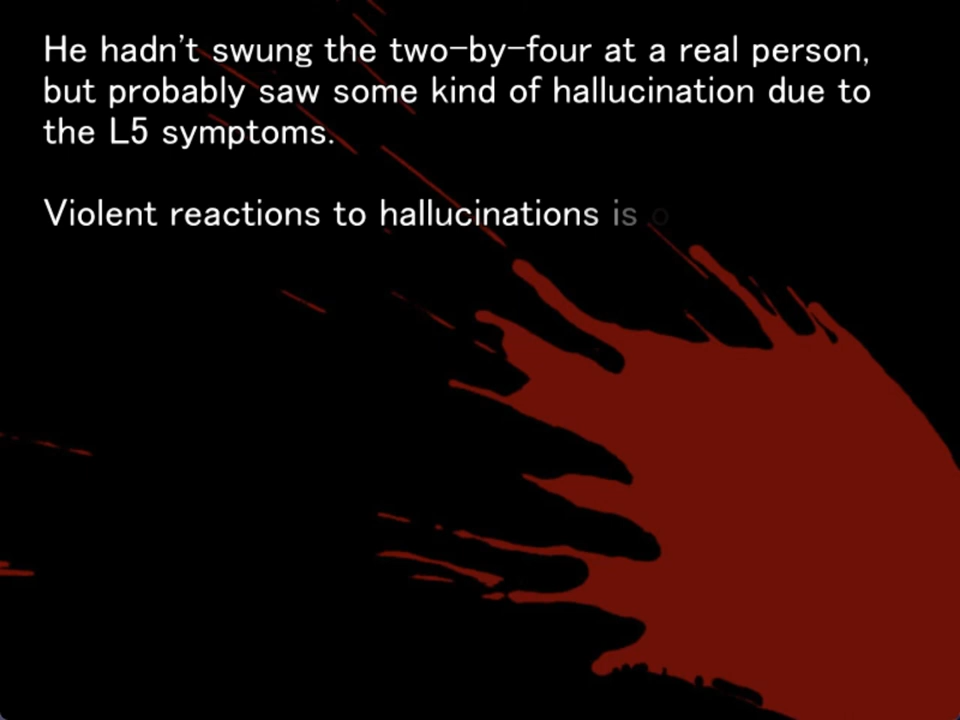 He hadn't swung the two-by-four at a real person,
but probably saw some kind of hallucination due to
the L5 symptoms.
Violent reactions to hallucinations is o